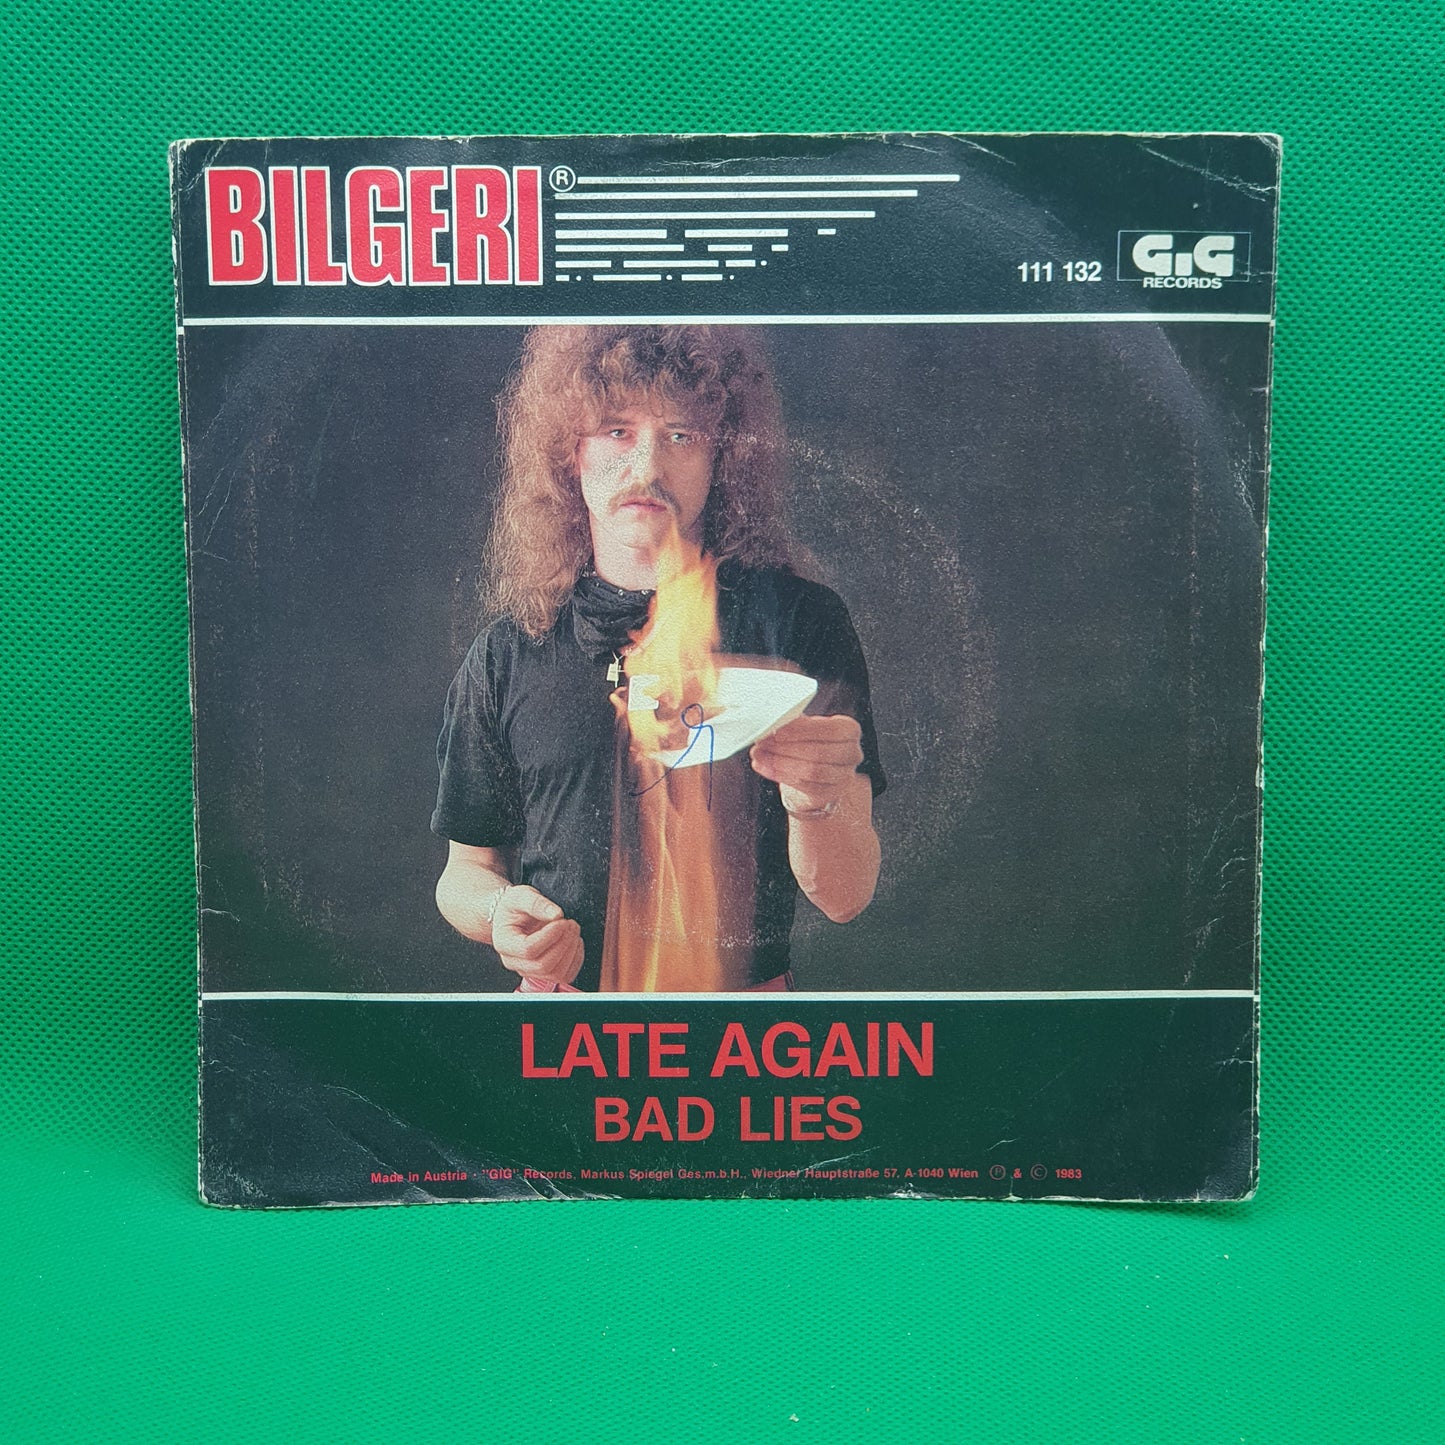 BILGERI®
111 132
GiG
RECORDS
LATE AGAIN
BAD LIES
Made in Austria · "GIG"-Records, Markus Spiegel Ges.m.b.H., Wiedner Hauptstraße 57, A-1040 Wien Ⓟ & © 1983